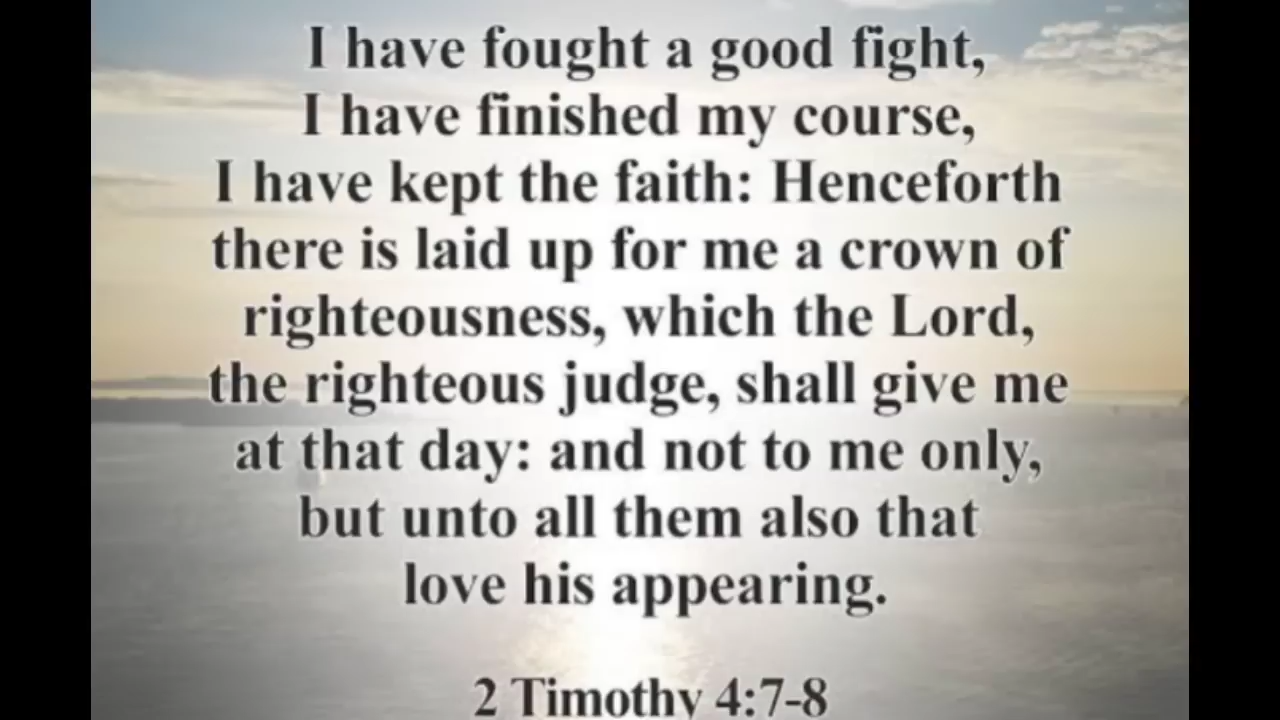 I have fought a good fight,
I have finished my course,
I have kept the faith: Henceforth
there is laid up for me a crown of
righteousness, which the Lord,
the righteous judge, shall give me
at that day: and not to me only,
but unto all them also that
love his appearing.
2 Timothy 4:7-8